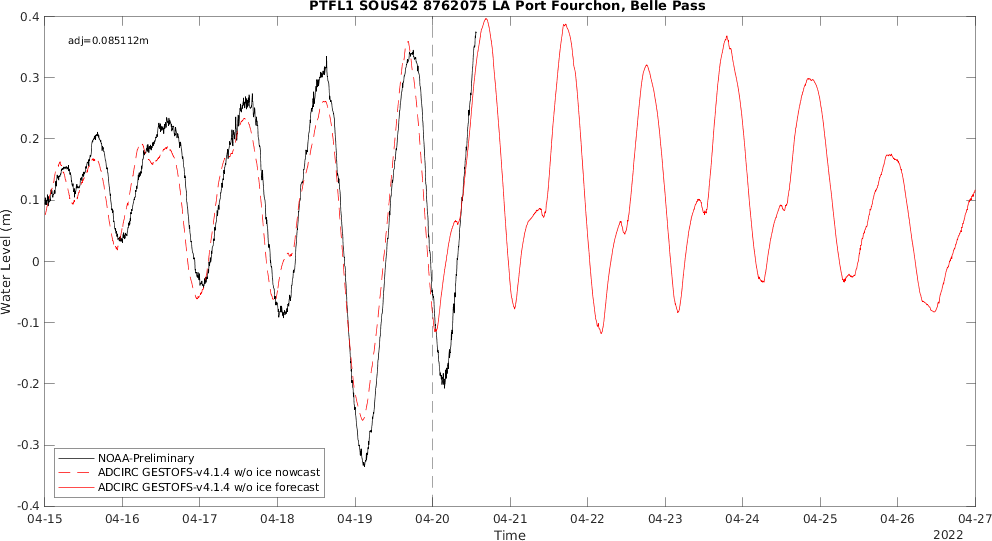 PTFL1 SOUS42 8762075 LA Port Fourchon, Belle Pass
adj=0.085112m
0.4
0.3
0.2
0.1
0
-0.1
-0.2
-0.3
-0.4
Water Level (m)
NOAA-Preliminary
ADCIRC GESTOFS-v4.1.4 w/o ice nowcast
ADCIRC GESTOFS-v4.1.4 w/o ice forecast
04-15 04-16 04-17 04-18 04-19 04-20 04-21 04-22 04-23 04-24 04-25 04-26 04-27
Time
2022